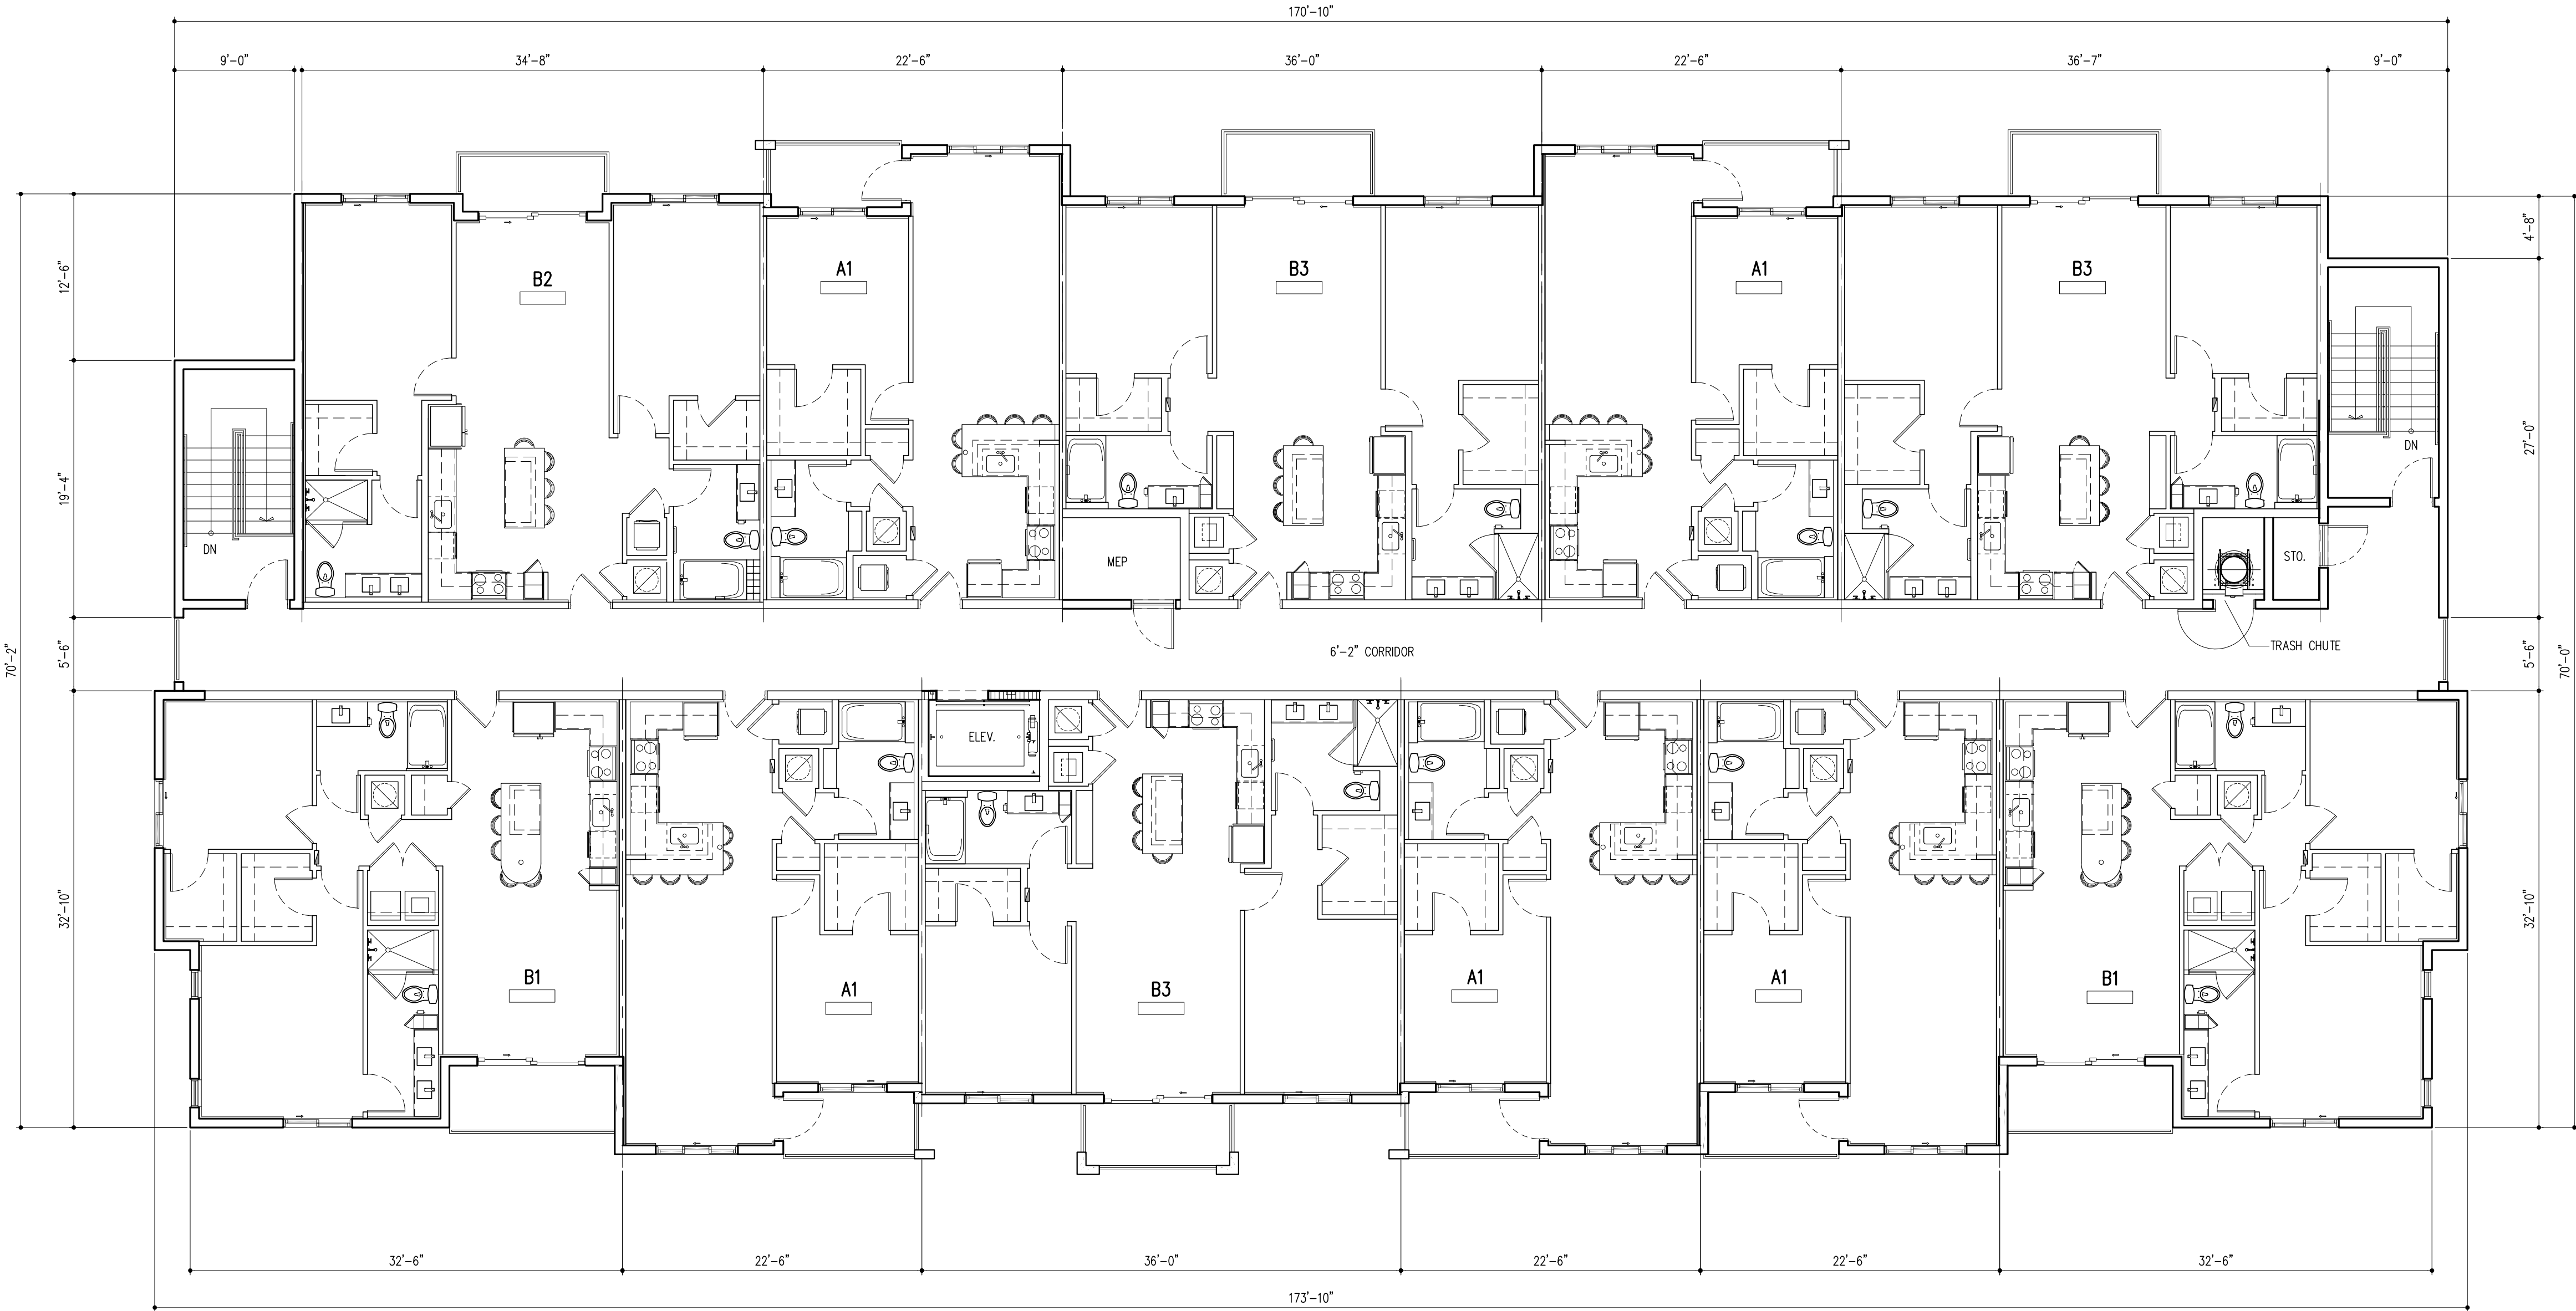 170'-10"
9'-0"
34'-8"
22'-6"
36'-0"
22'-6"
36'-7"
9'-0"
12'-6"
4'-8"
B2
A1
B3
A1
B3
19'-4"
27'-0"
DN
DN
MEP
STO.
70'-2"
5'-6"
6'-2" CORRIDOR
TRASH CHUTE
5'-6"
70'-0"
ELEV.
32'-10"
32'-10"
B1
A1
B3
A1
A1
B1
32'-6"
22'-6"
36'-0"
22'-6"
22'-6"
32'-6"
173'-10"